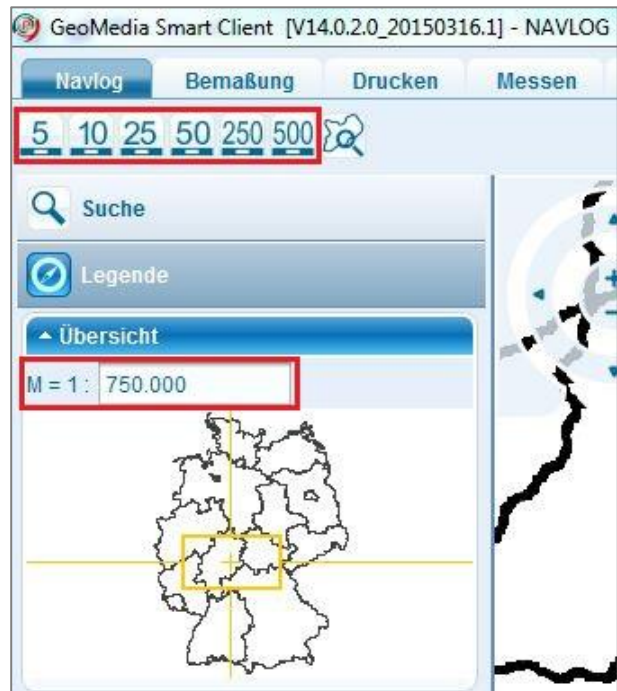 GeoMedia Smart Client [V14.0.2.0_20150316.1] - NAVLOG
Navlog Bemaßung Drucken Messen
5 10 25 50 250 500
Suche
Legende
Übersicht
M = 1 : 750.000